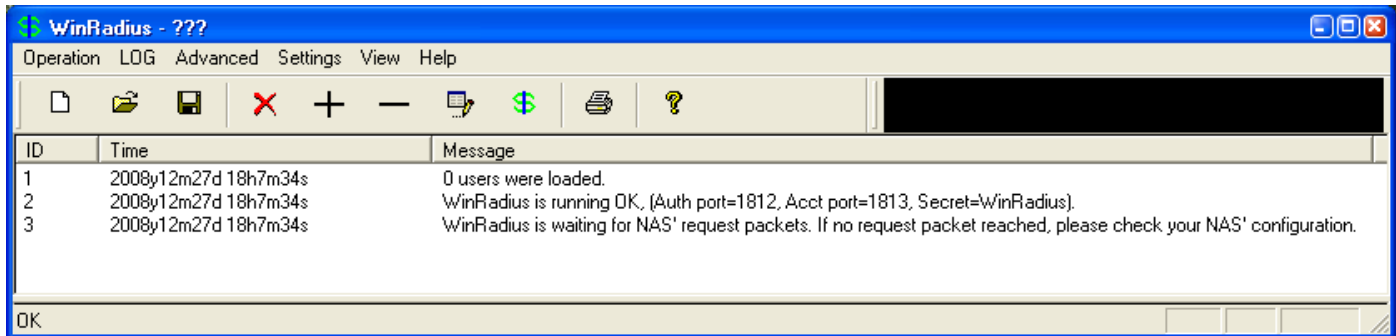 WinRadius - ???
Operation LOG Advanced Settings View Help
ID Time Message
1 2008y12m27d 18h7m34s 0 users were loaded.
2 2008y12m27d 18h7m34s WinRadius is running OK, (Auth port=1812, Acct port=1813, Secret=WinRadius).
3 2008y12m27d 18h7m34s WinRadius is waiting for NAS' request packets. If no request packet reached, please check your NAS' configuration.
OK